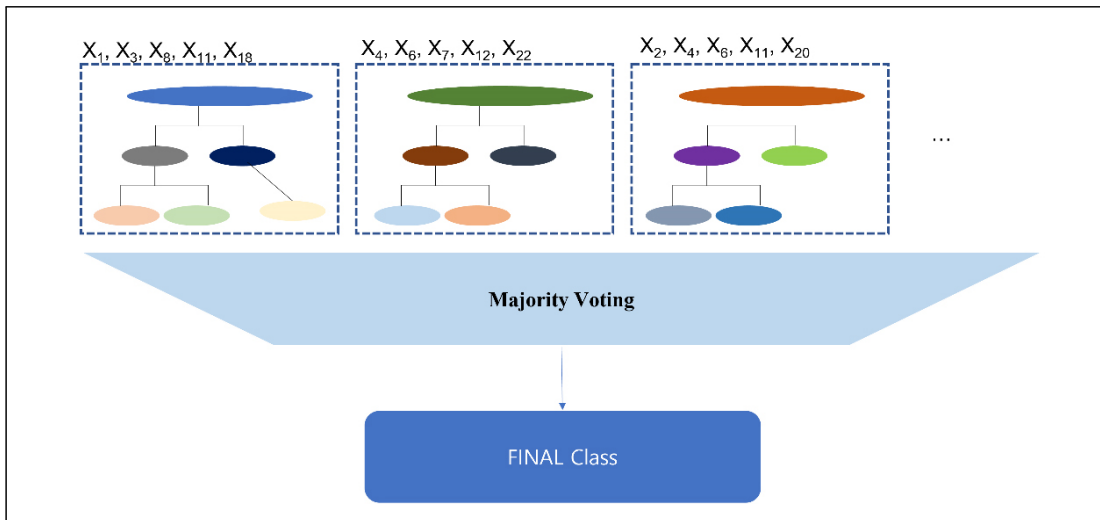 X₁, X₃, X₈, X₁₁, X₁₈
X₄, X₆, X₇, X₁₂, X₂₂
X₂, X₄, X₆, X₁₁, X₂₀
...
Majority Voting
FINAL Class